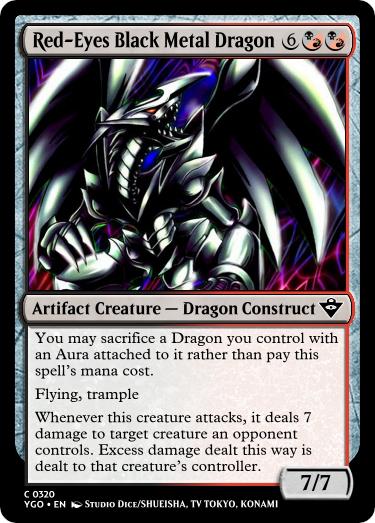 Red-Eyes Black Metal Dragon 6
Artifact Creature — Dragon Construct
You may sacrifice a Dragon you control with
an Aura attached to it rather than pay this
spell's mana cost.
Flying, trample
Whenever this creature attacks, it deals 7
damage to target creature an opponent
controls. Excess damage dealt this way is
dealt to that creature's controller.
7/7
C 0320
YGO • EN Studio Dice/SHUEISHA, TV TOKYO, KONAMI